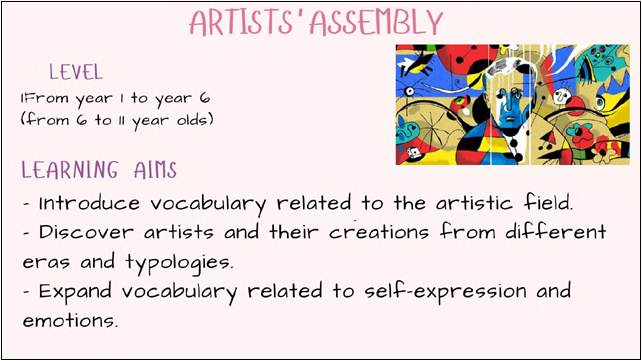 ARTISTS' ASSEMBLY
LEVEL
|From year 1 to year 6
(from 6 to 11 year olds)
LEARNING AIMS
- Introduce vocabulary related to the artistic field.
- Discover artists and their creations from different
eras and typologies.
- Expand vocabulary related to self-expression and
emotions.